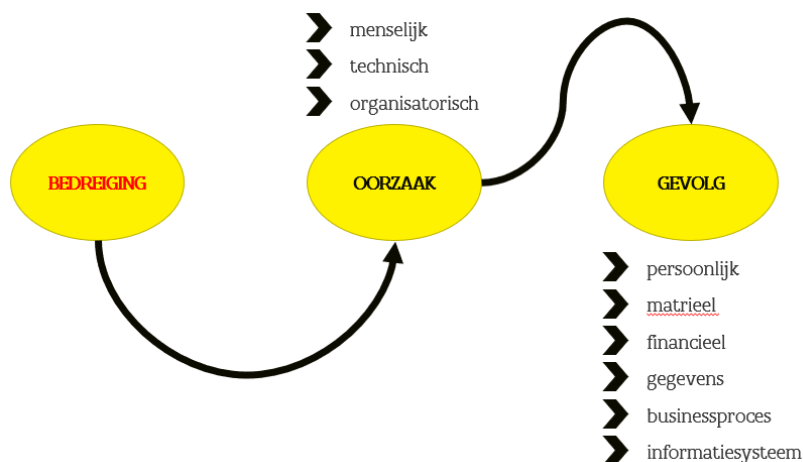 menselijk
technisch
organisatorisch
BEDREIGING
OORZAAK
GEVOLG
persoonlijk
matrieel
financieel
gegevens
businessproces
informatiesysteem